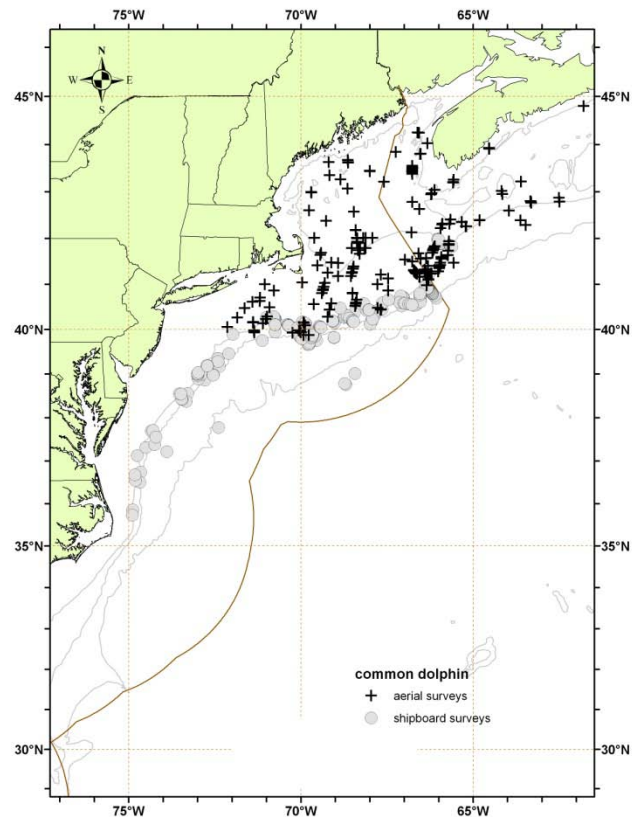 75°W 70°W 65°W
N
W E
S
45°N 45°N
40°N 40°N
35°N 35°N
common dolphin
aerial surveys
shipboard surveys
30°N 30°N
75°W 70°W 65°W